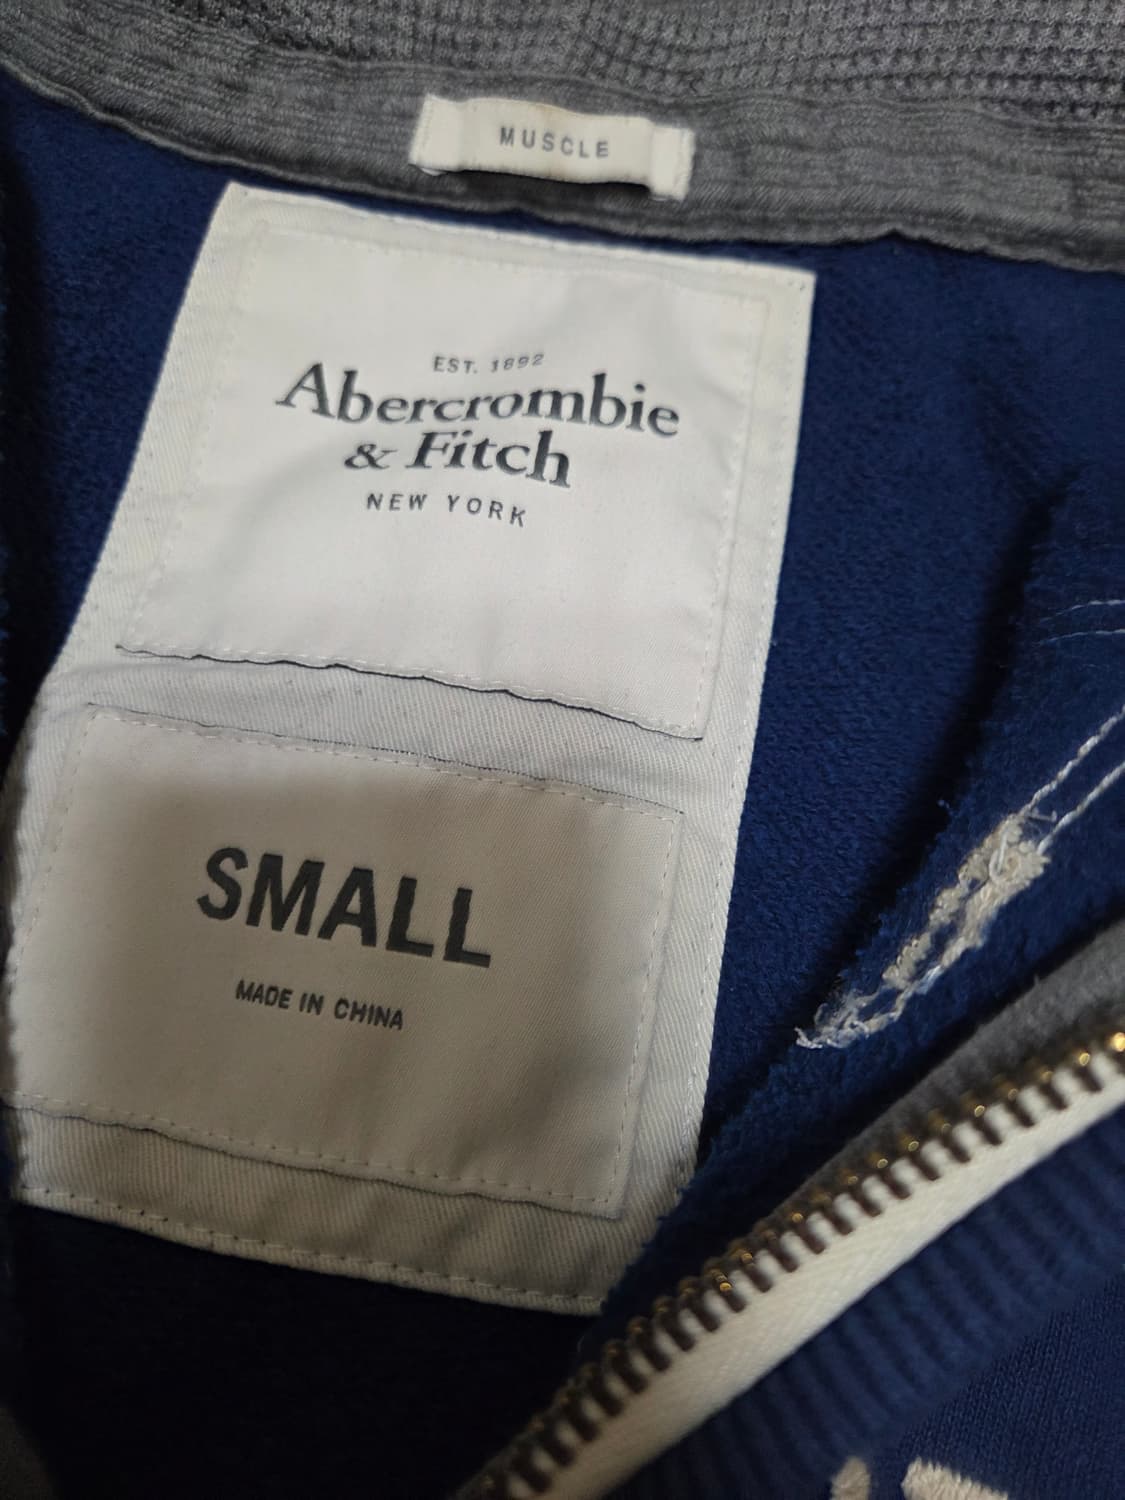 MUSCLE
EST. 1892
Abercrombie
& Fitch
NEW YORK
SMALL
MADE IN CHINA